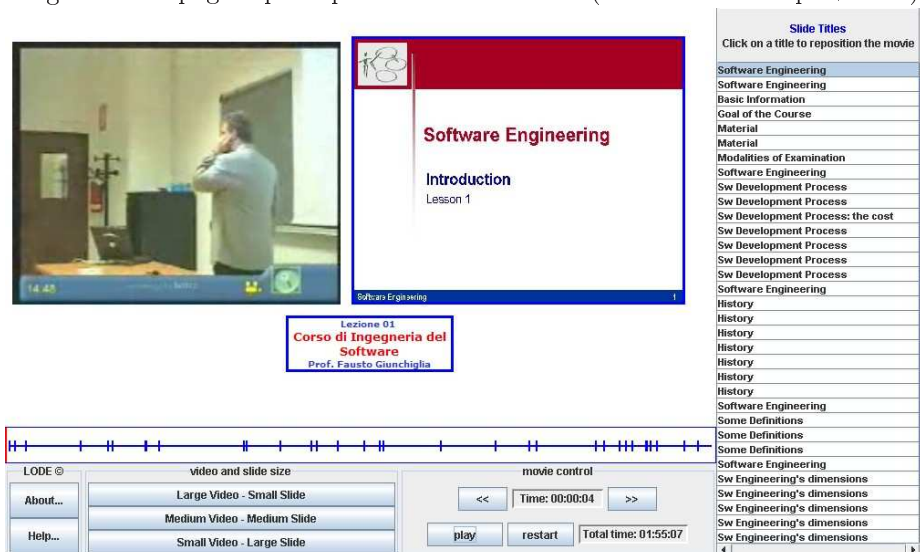 14:48
Software Engineering
Introduction
Lesson 1
Software Engineering 1
Lezione 01
Corso di Ingegneria del
Software
Prof. Fausto Giunchiglia
Slide Titles
Click on a title to reposition the movie
Software Engineering
Software Engineering
Basic Information
Goal of the Course
Material
Material
Modalities of Examination
Software Engineering
Sw Development Process
Sw Development Process
Sw Development Process: the cost
Sw Development Process
Sw Development Process
Sw Development Process
Sw Development Process
Software Engineering
History
History
History
History
History
History
History
Software Engineering
Some Definitions
Some Definitions
Some Definitions
Software Engineering
Sw Engineering's dimensions
Sw Engineering's dimensions
Sw Engineering's dimensions
Sw Engineering's dimensions
Sw Engineering's dimensions
LODE ©
About...
Help...
video and slide size
Large Video - Small Slide
Medium Video - Medium Slide
Small Video - Large Slide
movie control
<< Time: 00:00:04 >>
play restart Total time: 01:55:07